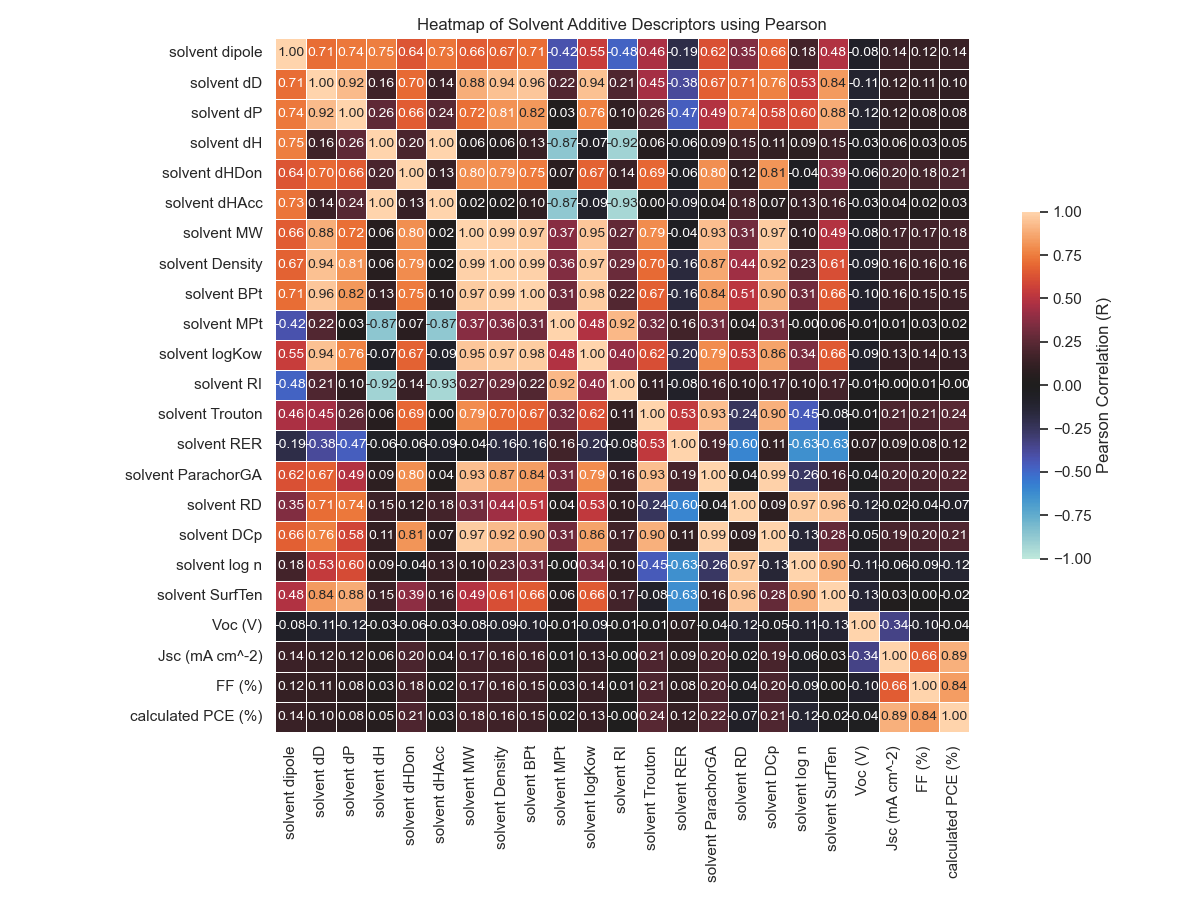 Heatmap of Solvent Additive Descriptors using Pearson
solvent dipole 1.00 0.71 0.74 0.75 0.64 0.73 0.66 0.67 0.71 -0.42 0.55 -0.48 0.46 -0.19 0.62 0.35 0.66 0.18 0.48 -0.08 0.14 0.12 0.14
solvent dD 0.71 1.00 0.92 0.16 0.70 0.14 0.88 0.94 0.96 0.22 0.94 0.21 0.45 -0.38 0.67 0.71 0.76 0.53 0.84 -0.11 0.12 0.11 0.10
solvent dP 0.74 0.92 1.00 0.26 0.66 0.24 0.72 0.81 0.82 0.03 0.76 0.10 0.26 -0.47 0.49 0.74 0.58 0.60 0.88 -0.12 0.12 0.08 0.08
solvent dH 0.75 0.16 0.26 1.00 0.20 1.00 0.06 0.06 0.13 -0.87 -0.07 -0.92 0.06 -0.06 0.09 0.15 0.11 0.09 0.15 -0.03 0.06 0.03 0.05
solvent dHDon 0.64 0.70 0.66 0.20 1.00 0.13 0.80 0.79 0.75 0.07 0.67 0.14 0.69 -0.06 0.80 0.12 0.81 -0.04 0.39 -0.06 0.20 0.18 0.21
solvent dHAcc 0.73 0.14 0.24 1.00 0.13 1.00 0.02 0.02 0.10 -0.87 -0.09 -0.93 0.00 -0.09 0.04 0.18 0.07 0.13 0.16 -0.03 0.04 0.02 0.03
solvent MW 0.66 0.88 0.72 0.06 0.80 0.02 1.00 0.99 0.97 0.37 0.95 0.27 0.79 -0.04 0.93 0.31 0.97 0.10 0.49 -0.08 0.17 0.17 0.18
solvent Density 0.67 0.94 0.81 0.06 0.79 0.02 0.99 1.00 0.99 0.36 0.97 0.29 0.70 -0.16 0.87 0.44 0.92 0.23 0.61 -0.09 0.16 0.16 0.16
solvent BPt 0.71 0.96 0.82 0.13 0.75 0.10 0.97 0.99 1.00 0.31 0.98 0.22 0.67 -0.16 0.84 0.51 0.90 0.31 0.66 -0.10 0.16 0.15 0.15
solvent MPt -0.42 0.22 0.03 -0.87 0.07 -0.87 0.37 0.36 0.31 1.00 0.48 0.92 0.32 0.16 0.31 0.04 0.31 -0.00 0.06 -0.01 0.01 0.03 0.02
solvent logKow 0.55 0.94 0.76 -0.07 0.67 -0.09 0.95 0.97 0.98 0.48 1.00 0.40 0.62 -0.20 0.79 0.53 0.86 0.34 0.66 -0.09 0.13 0.14 0.13
solvent RI -0.48 0.21 0.10 -0.92 0.14 -0.93 0.27 0.29 0.22 0.92 0.40 1.00 0.11 -0.08 0.16 0.10 0.17 0.10 0.17 -0.01 -0.00 0.01 -0.00
solvent Trouton 0.46 0.45 0.26 0.06 0.69 0.00 0.79 0.70 0.67 0.32 0.62 0.11 1.00 0.53 0.93 -0.24 0.90 -0.45 -0.08 -0.01 0.21 0.21 0.24
solvent RER -0.19 -0.38 -0.47 -0.06 -0.06 -0.09 -0.04 -0.16 -0.16 0.16 -0.20 -0.08 0.53 1.00 0.19 -0.60 0.11 -0.63 -0.63 0.07 0.09 0.08 0.12
solvent ParachorGA 0.62 0.67 0.49 0.09 0.80 0.04 0.93 0.87 0.84 0.31 0.79 0.16 0.93 0.19 1.00 -0.04 0.99 -0.26 0.16 -0.04 0.20 0.20 0.22
solvent RD 0.35 0.71 0.74 0.15 0.12 0.18 0.31 0.44 0.51 0.04 0.53 0.10 -0.24 -0.60 -0.04 1.00 0.09 0.97 0.96 -0.12 -0.02 -0.04 -0.07
solvent DCp 0.66 0.76 0.58 0.11 0.81 0.07 0.97 0.92 0.90 0.31 0.86 0.17 0.90 0.11 0.99 0.09 1.00 -0.13 0.28 -0.05 0.19 0.20 0.21
solvent log n 0.18 0.53 0.60 0.09 -0.04 0.13 0.10 0.23 0.31 -0.00 0.34 0.10 -0.45 -0.63 -0.26 0.97 -0.13 1.00 0.90 -0.11 -0.06 -0.09 -0.12
solvent SurfTen 0.48 0.84 0.88 0.15 0.39 0.16 0.49 0.61 0.66 0.06 0.66 0.17 -0.08 -0.63 0.16 0.96 0.28 0.90 1.00 -0.13 0.03 0.00 -0.02
Voc (V) -0.08 -0.11 -0.12 -0.03 -0.06 -0.03 -0.08 -0.09 -0.10 -0.01 -0.09 -0.01 -0.01 0.07 -0.04 -0.12 -0.05 -0.11 -0.13 1.00 -0.34 -0.10 -0.04
Jsc (mA cm^-2) 0.14 0.12 0.12 0.06 0.20 0.04 0.17 0.16 0.16 0.01 0.13 -0.00 0.21 0.09 0.20 -0.02 0.19 -0.06 0.03 -0.34 1.00 0.66 0.89
FF (%) 0.12 0.11 0.08 0.03 0.18 0.02 0.17 0.16 0.15 0.03 0.14 0.01 0.21 0.08 0.20 -0.04 0.20 -0.09 0.00 -0.10 0.66 1.00 0.84
calculated PCE (%) 0.14 0.10 0.08 0.05 0.21 0.03 0.18 0.16 0.15 0.02 0.13 -0.00 0.24 0.12 0.22 -0.07 0.21 -0.12 -0.02 -0.04 0.89 0.84 1.00
solvent dipole
solvent dD
solvent dP
solvent dH
solvent dHDon
solvent dHAcc
solvent MW
solvent Density
solvent BPt
solvent MPt
solvent logKow
solvent RI
solvent Trouton
solvent RER
solvent ParachorGA
solvent RD
solvent DCp
solvent log n
solvent SurfTen
Voc (V)
Jsc (mA cm^-2)
FF (%)
calculated PCE (%)
1.00
0.75
0.50
0.25
0.00
−0.25
−0.50
−0.75
−1.00
Pearson Correlation (R)